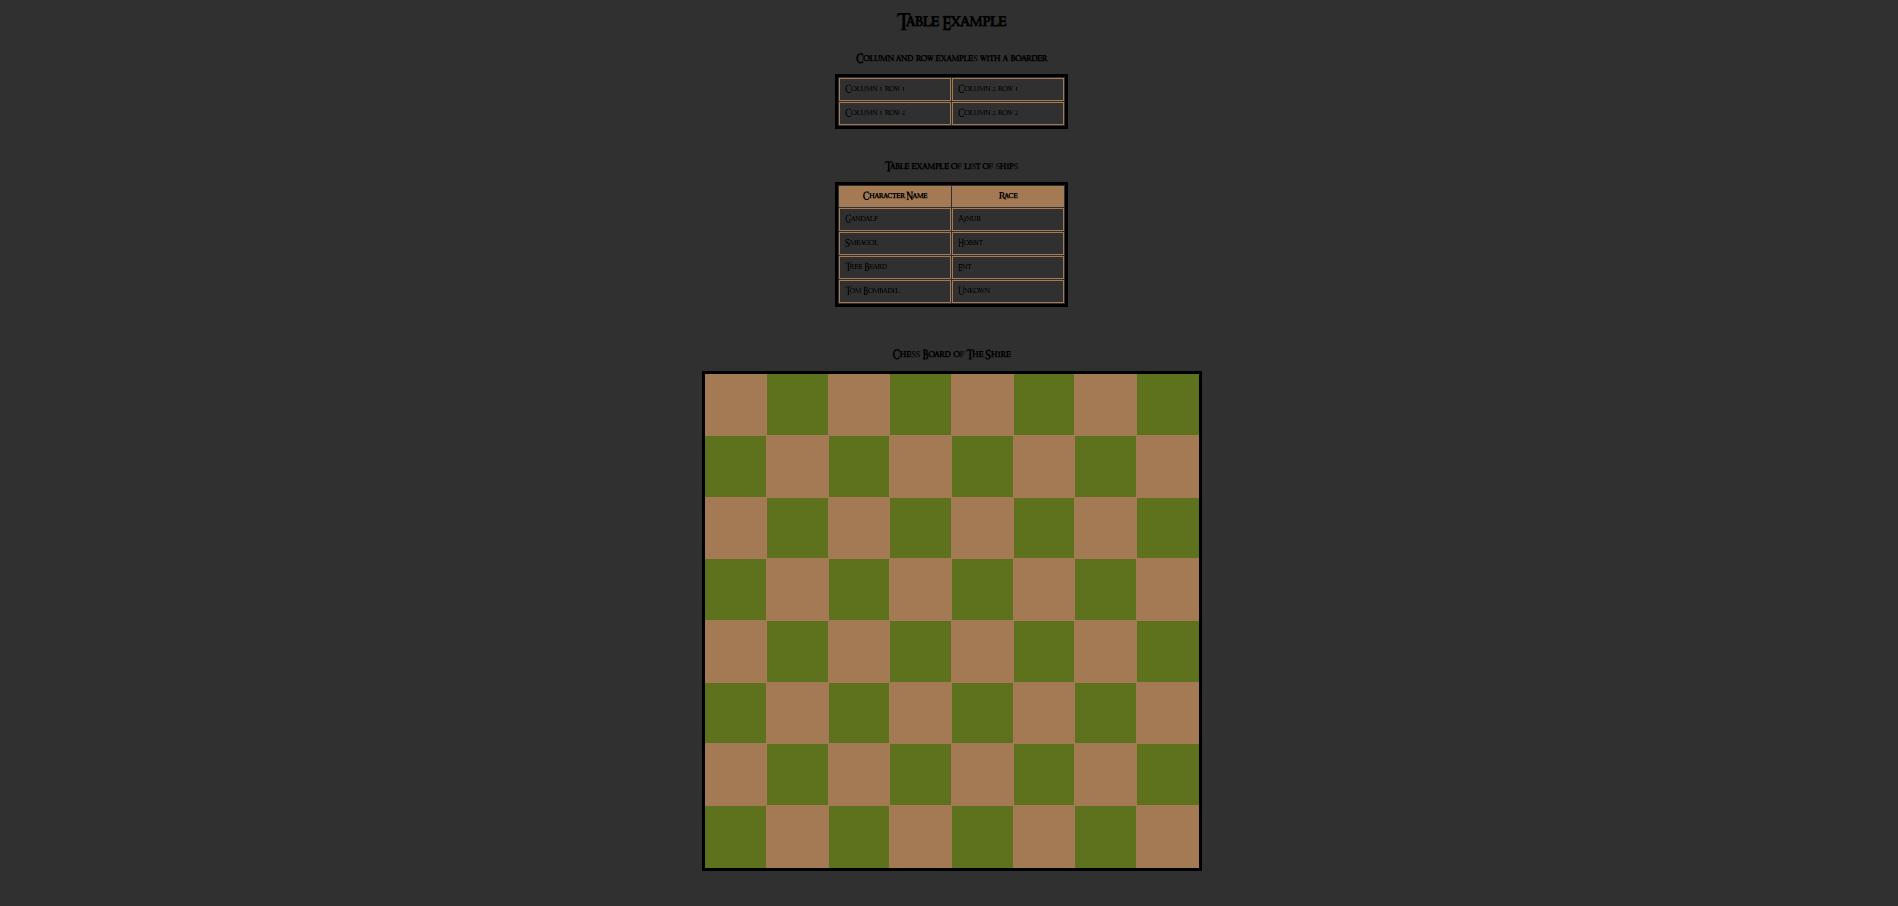 Table Example
Column and row examples with a boarder
Column 1 row 1 Column 2 row 1
Column 1 row 2 Column 2 row 2
Table example of list of ships
Character Name Race
Gandalf Ainur
Smeagol Hobbit
Tree Beard Ent
Tom Bombadil Unkown
Chess Board of The Shire